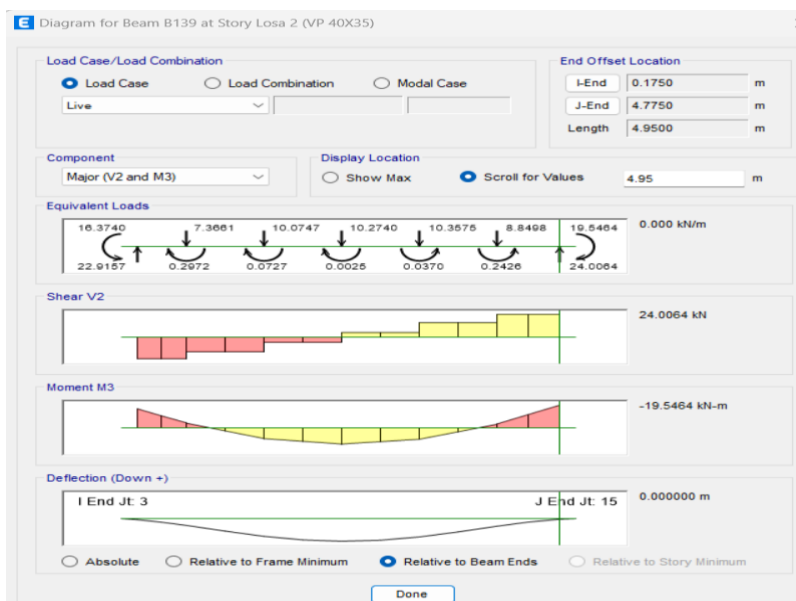 E Diagram for Beam B139 at Story Losa 2 (VP 40X35)
Load Case/Load Combination
Load Case Load Combination Modal Case
Live
End Offset Location
I-End 0.1750 m
J-End 4.7750 m
Length 4.9500 m
Component
Major (V2 and M3)
Display Location
Show Max Scroll for Values 4.95 m
Equivalent Loads
16.3740 7.3661 10.0747 10.2740 10.3575 8.8498 19.5464
22.9157 0.2972 0.0727 0.0025 0.0370 0.2426 24.0064
0.000 kN/m
Shear V2
24.0064 kN
Moment M3
-19.5464 kN-m
Deflection (Down +)
I End Jt: 3 J End Jt: 15
0.000000 m
Absolute Relative to Frame Minimum Relative to Beam Ends Relative to Story Minimum
Done